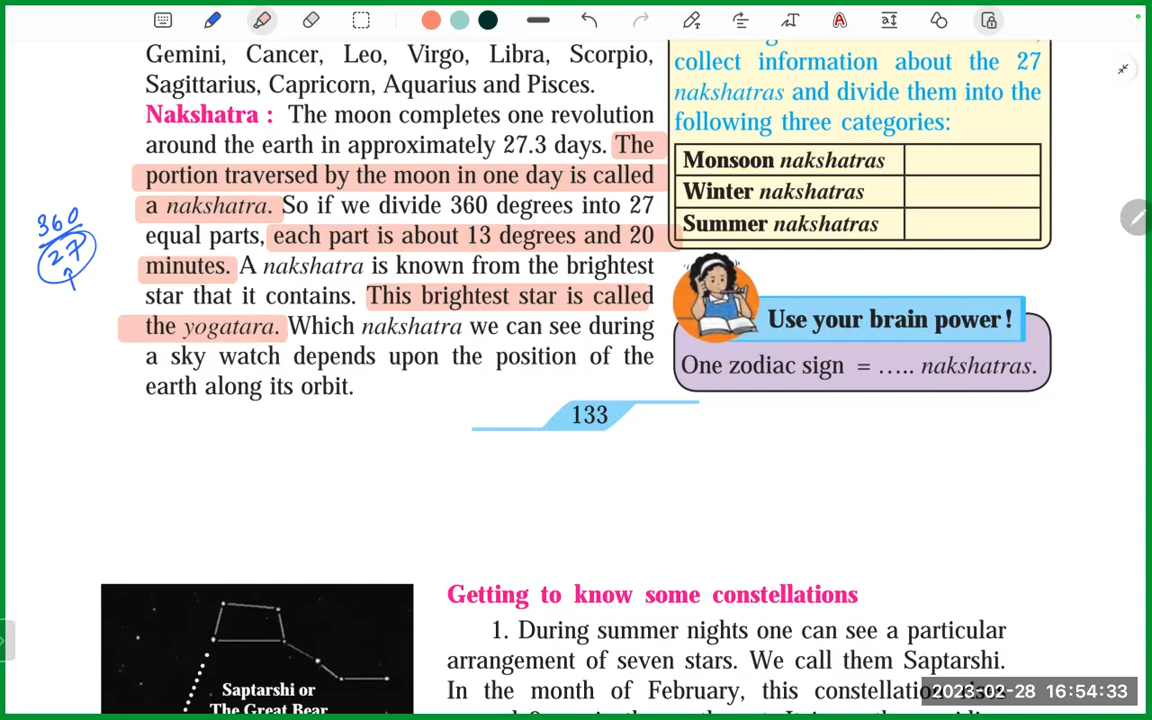 Gemini, Cancer, Leo, Virgo, Libra, Scorpio,
Sagittarius, Capricorn, Aquarius and Pisces.
Nakshatra : The moon completes one revolution
around the earth in approximately 27.3 days. The
portion traversed by the moon in one day is called
a nakshatra. So if we divide 360 degrees into 27
equal parts, each part is about 13 degrees and 20
minutes. A nakshatra is known from the brightest
star that it contains. This brightest star is called
the yogatara. Which nakshatra we can see during
a sky watch depends upon the position of the
earth along its orbit.
360
27
collect information about the 27
nakshatras and divide them into the
following three categories:
Monsoon nakshatras
Winter nakshatras
Summer nakshatras
Use your brain power !
One zodiac sign = ..... nakshatras.
133
Saptarshi or
The Great Bear
Getting to know some constellations
1. During summer nights one can see a particular
arrangement of seven stars. We call them Saptarshi.
In the month of February, this constellation
2023-02-28 16:54:33